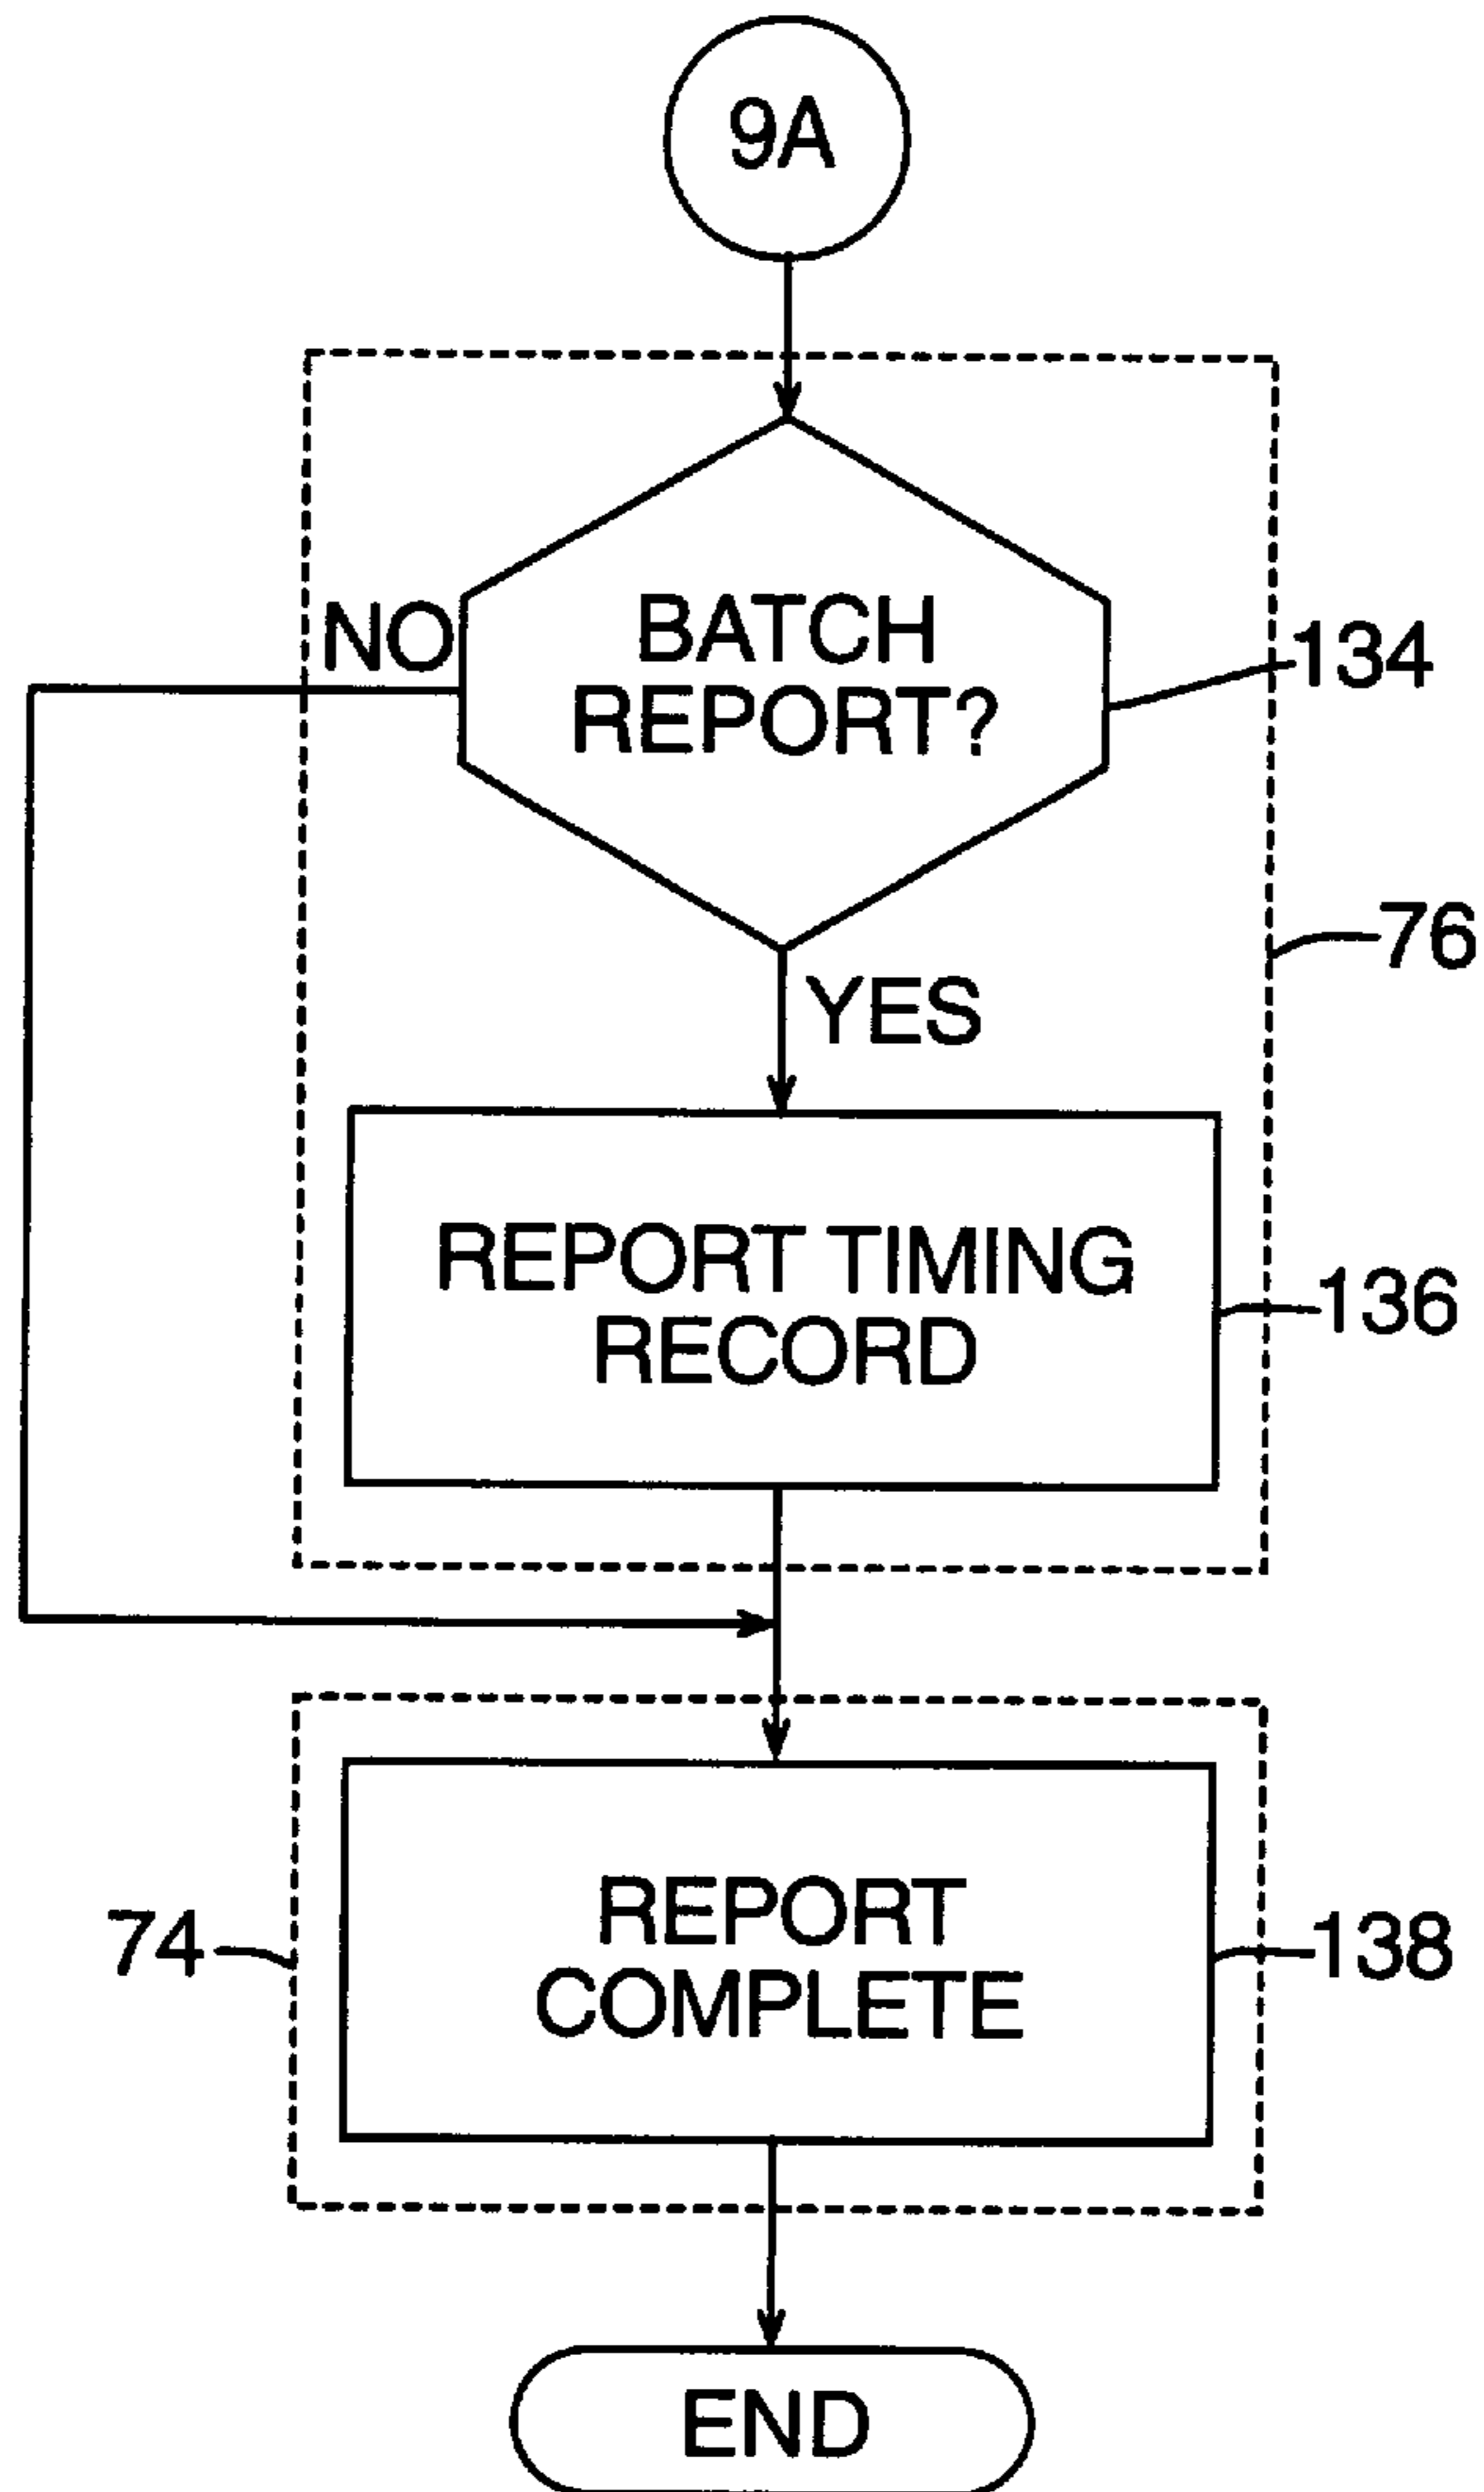 9A
NO
BATCH
REPORT?
134
76
YES
REPORT TIMING
RECORD
136
REPORT
COMPLETE
74
138
END